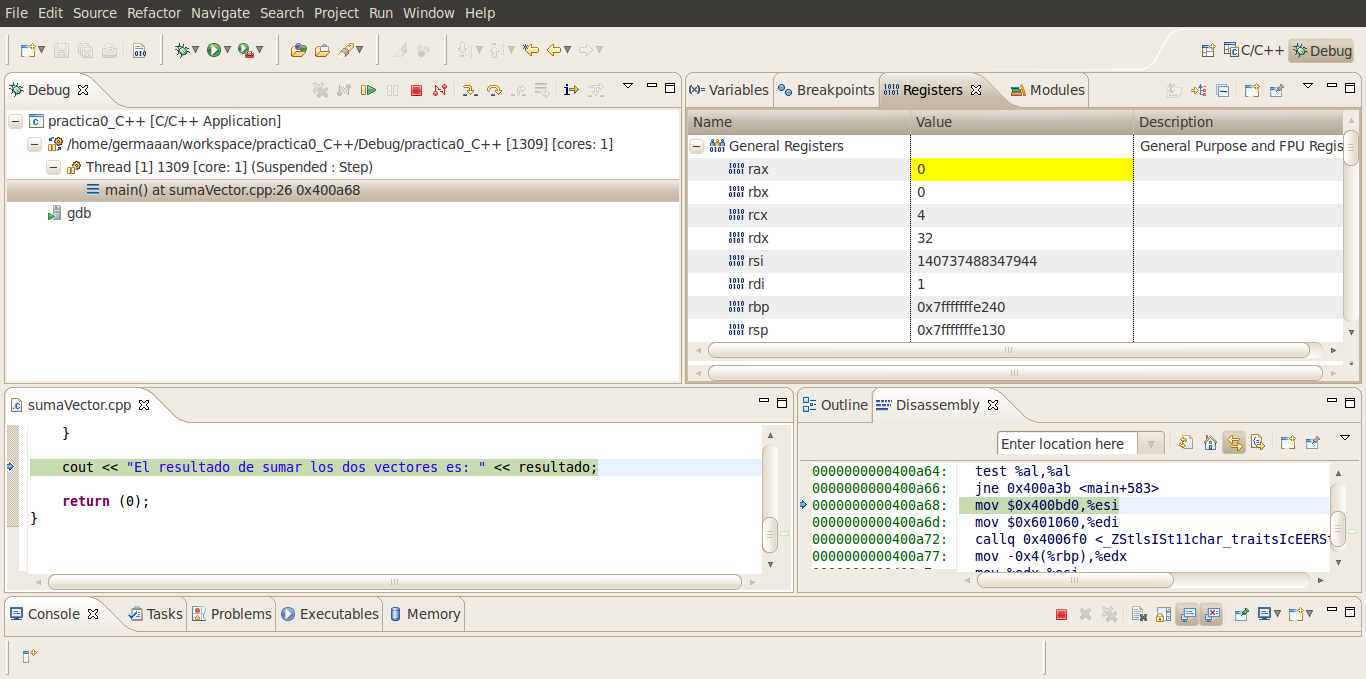 File Edit Source Refactor Navigate Search Project Run Window Help
C/C++ Debug
Debug
practica0_C++ [C/C++ Application]
/home/germaaan/workspace/practica0_C++/Debug/practica0_C++ [1309] [cores: 1]
Thread [1] 1309 [core: 1] (Suspended : Step)
main() at sumaVector.cpp:26 0x400a68
gdb
(x)= Variables Breakpoints Registers Modules
Name Value Description
General Registers General Purpose and FPU Regis
rax 0
rbx 0
rcx 4
rdx 32
rsi 140737488347944
rdi 1
rbp 0x7fffffffe240
rsp 0x7fffffffe130
sumaVector.cpp
}
cout << "El resultado de sumar los dos vectores es: " << resultado;
return (0);
}
Outline Disassembly
Enter location here
0000000000400a64: test %al,%al
0000000000400a66: jne 0x400a3b <main+583>
0000000000400a68: mov $0x400bd0,%esi
0000000000400a6d: mov $0x601060,%edi
0000000000400a72: callq 0x4006f0 <_ZStlsISt11char_traitsIcEERSt
0000000000400a77: mov -0x4(%rbp),%edx
Console Tasks Problems Executables Memory